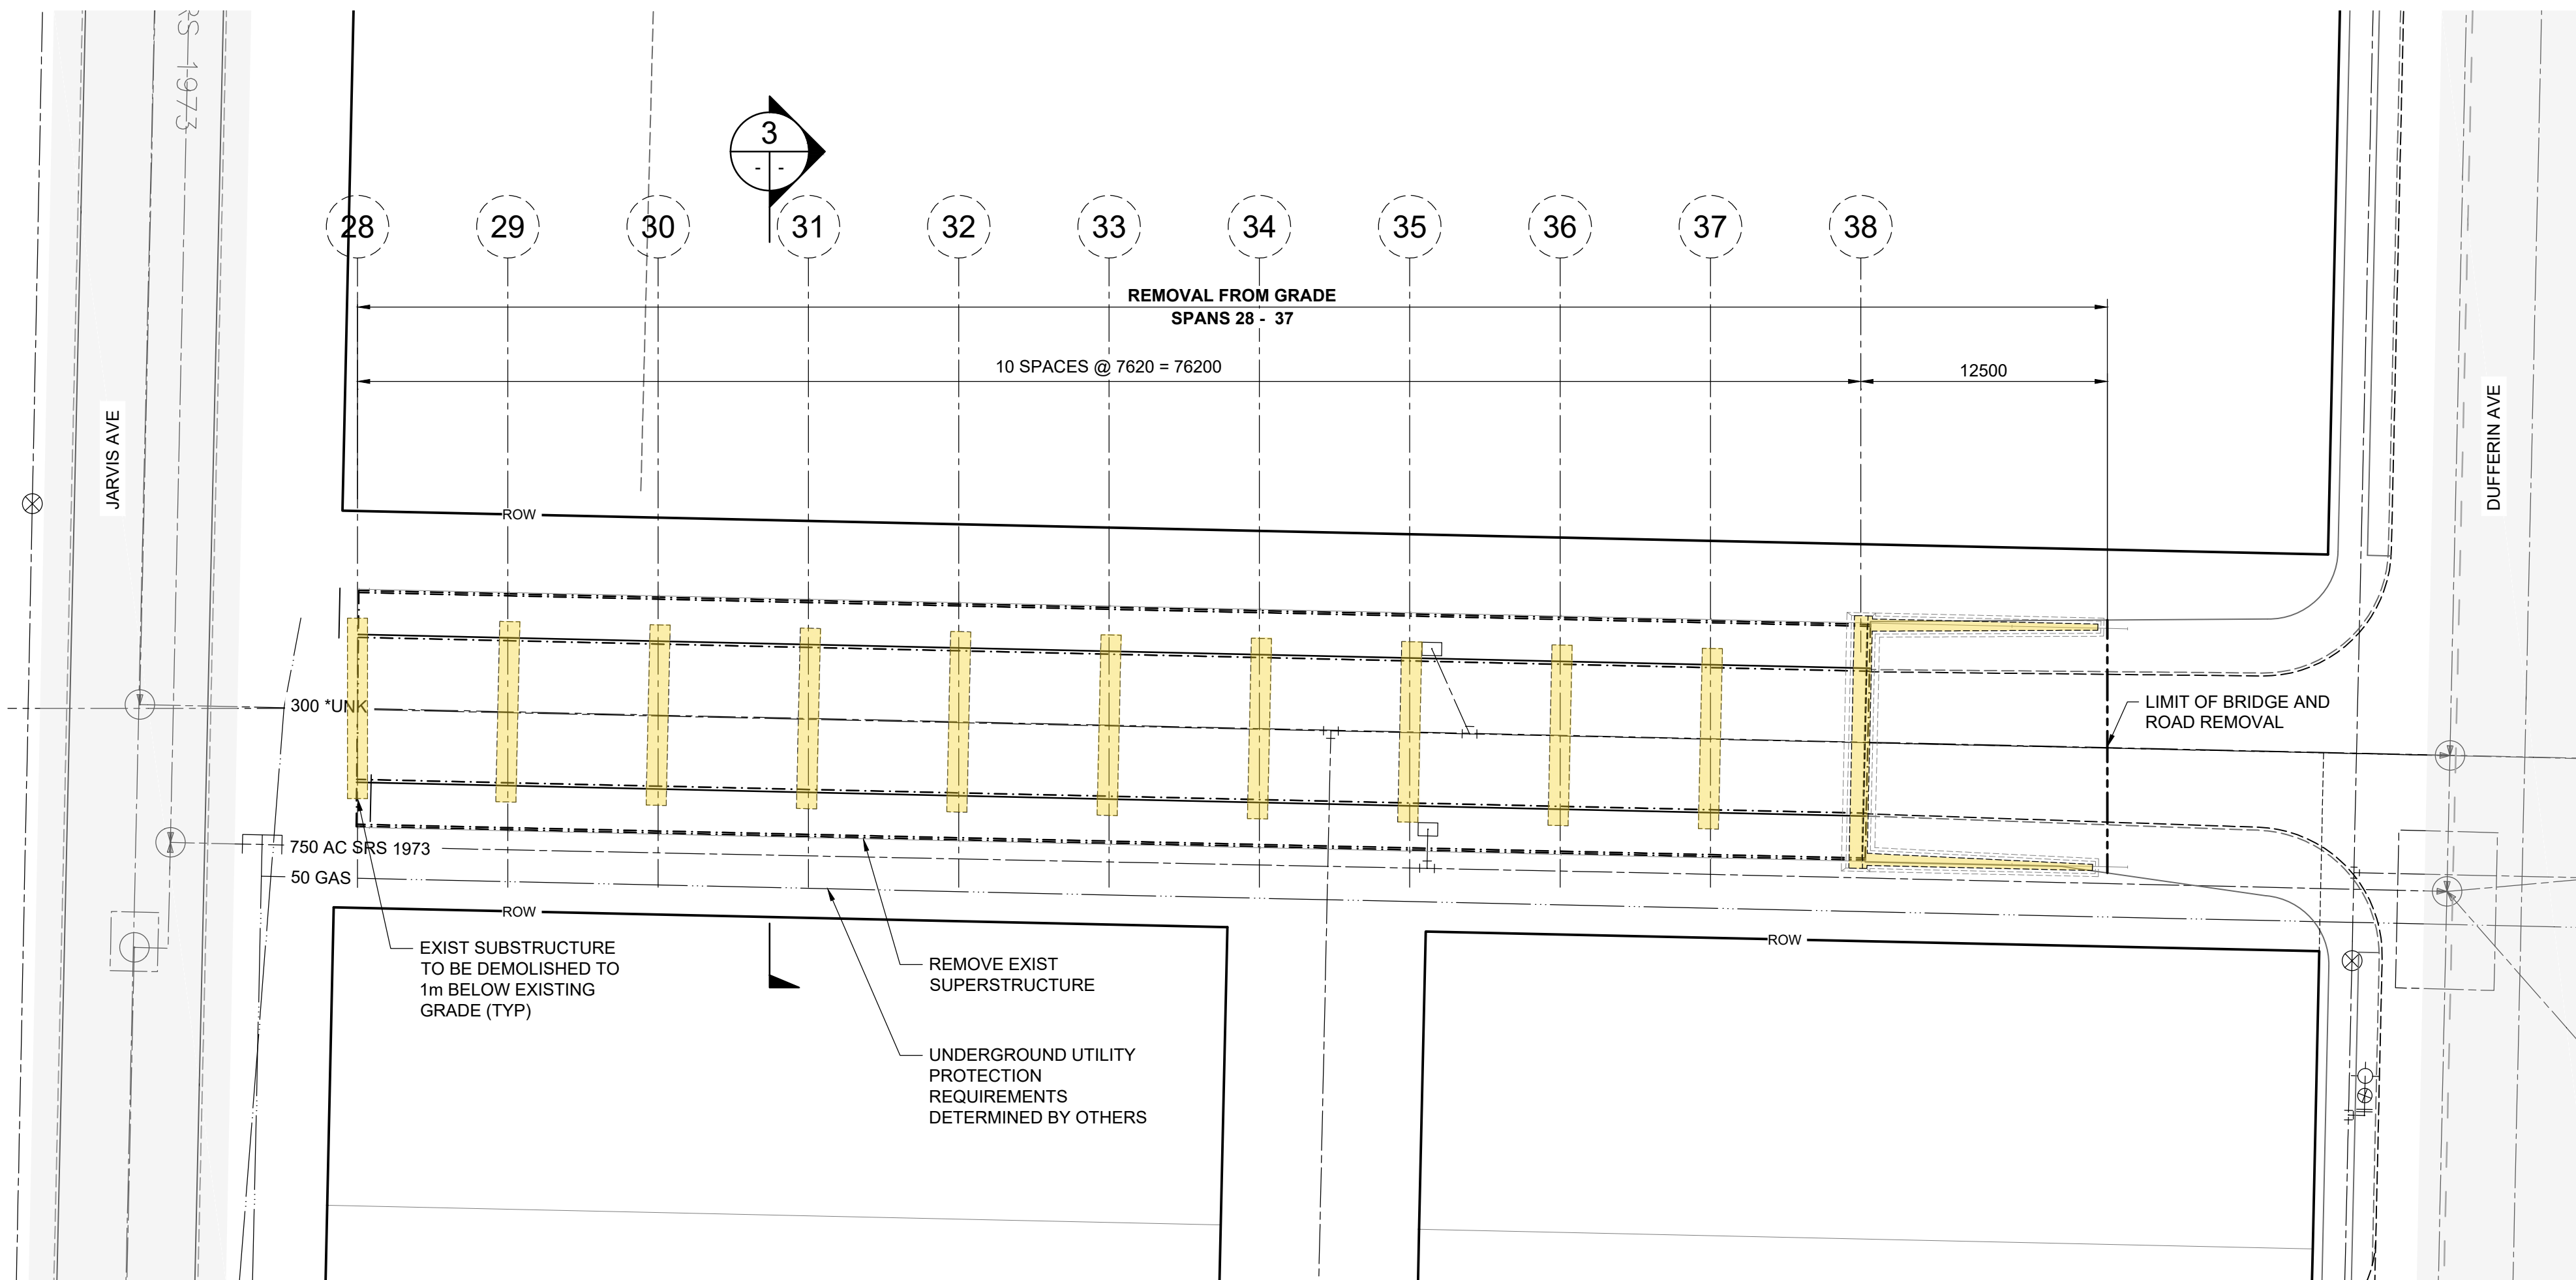 RS 1973
3
- -
28 29 30 31 32 33 34 35 36 37 38
REMOVAL FROM GRADE
SPANS 28 - 37
10 SPACES @ 7620 = 76200
12500
JARVIS AVE
DUFFERIN AVE
ROW
300 *UNK
LIMIT OF BRIDGE AND
ROAD REMOVAL
750 AC SRS 1973
50 GAS
ROW
ROW
EXIST SUBSTRUCTURE
TO BE DEMOLISHED TO
1m BELOW EXISTING
GRADE (TYP)
REMOVE EXIST
SUPERSTRUCTURE
UNDERGROUND UTILITY
PROTECTION
REQUIREMENTS
DETERMINED BY OTHERS